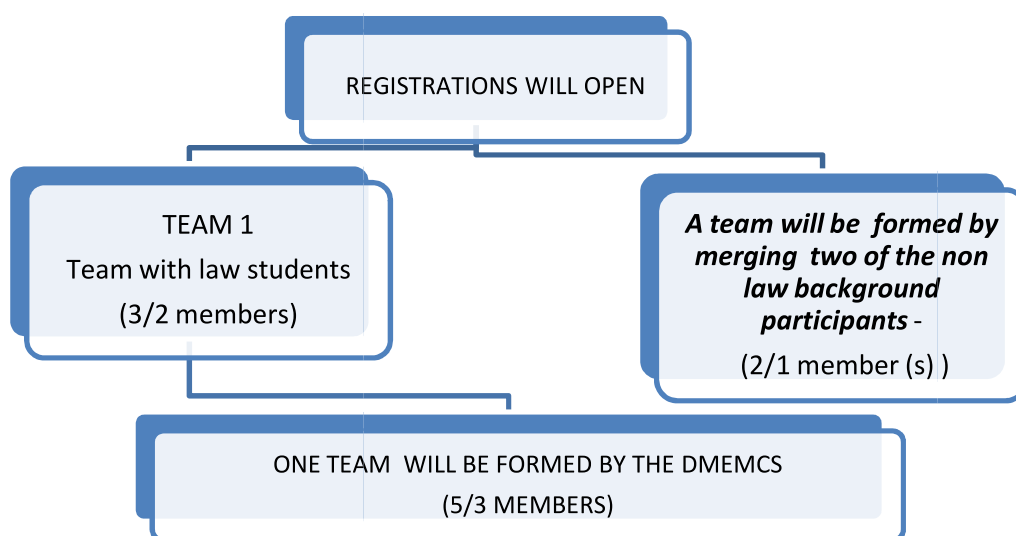 REGISTRATIONS WILL OPEN
TEAM 1
Team with law students
(3/2 members)
A team will be  formed by
merging  two of the non
law background
participants -
(2/1 member (s) )
ONE TEAM  WILL BE FORMED BY THE DMEMCS
(5/3 MEMBERS)